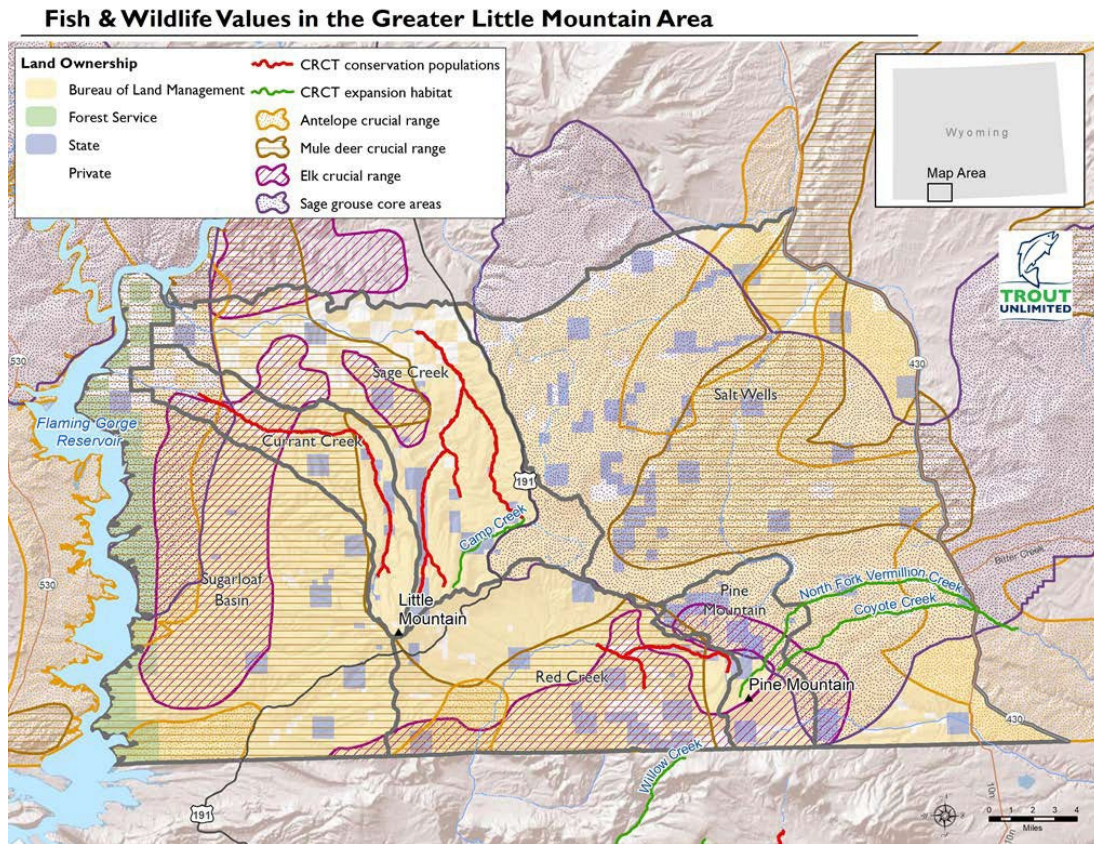 Fish & Wildlife Values in the Greater Little Mountain Area
Land Ownership
Bureau of Land Management
Forest Service
State
Private
CRCT conservation populations
CRCT expansion habitat
Antelope crucial range
Mule deer crucial range
Elk crucial range
Sage grouse core areas
Wyoming
Map Area
TROUT
UNLIMITED
530
430
Sage Creek
Salt Wells
Flaming Gorge
Reservoir
Currant Creek
191
Camp Creek
Bitter Creek
530
Sugarloaf
Basin
Little
Mountain
Pine
Mountain
North Fork Vermillion Creek
Coyote Creek
Red Creek
Pine Mountain
430
Willow Creek
191
10n
10n
N
W
E
S
0 1 2 3 4
Miles